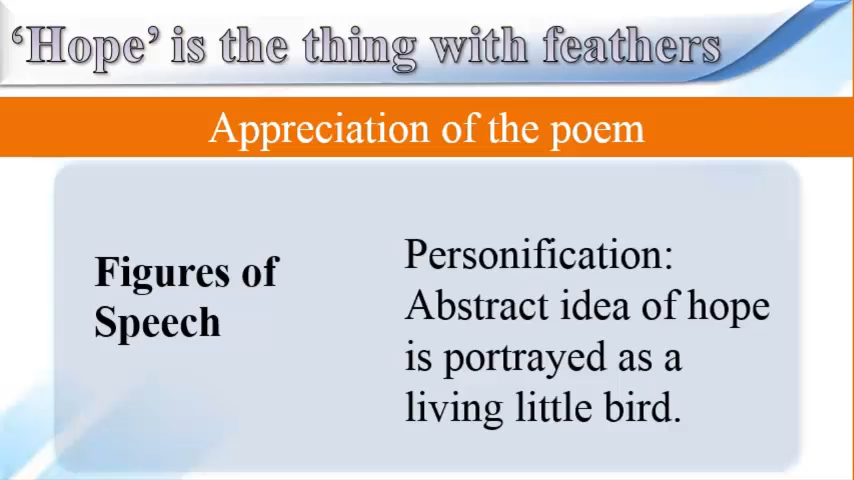 ‘Hope’ is the thing with feathers
Appreciation of the poem
Figures of
Speech
Personification:
Abstract idea of hope
is portrayed as a
living little bird.